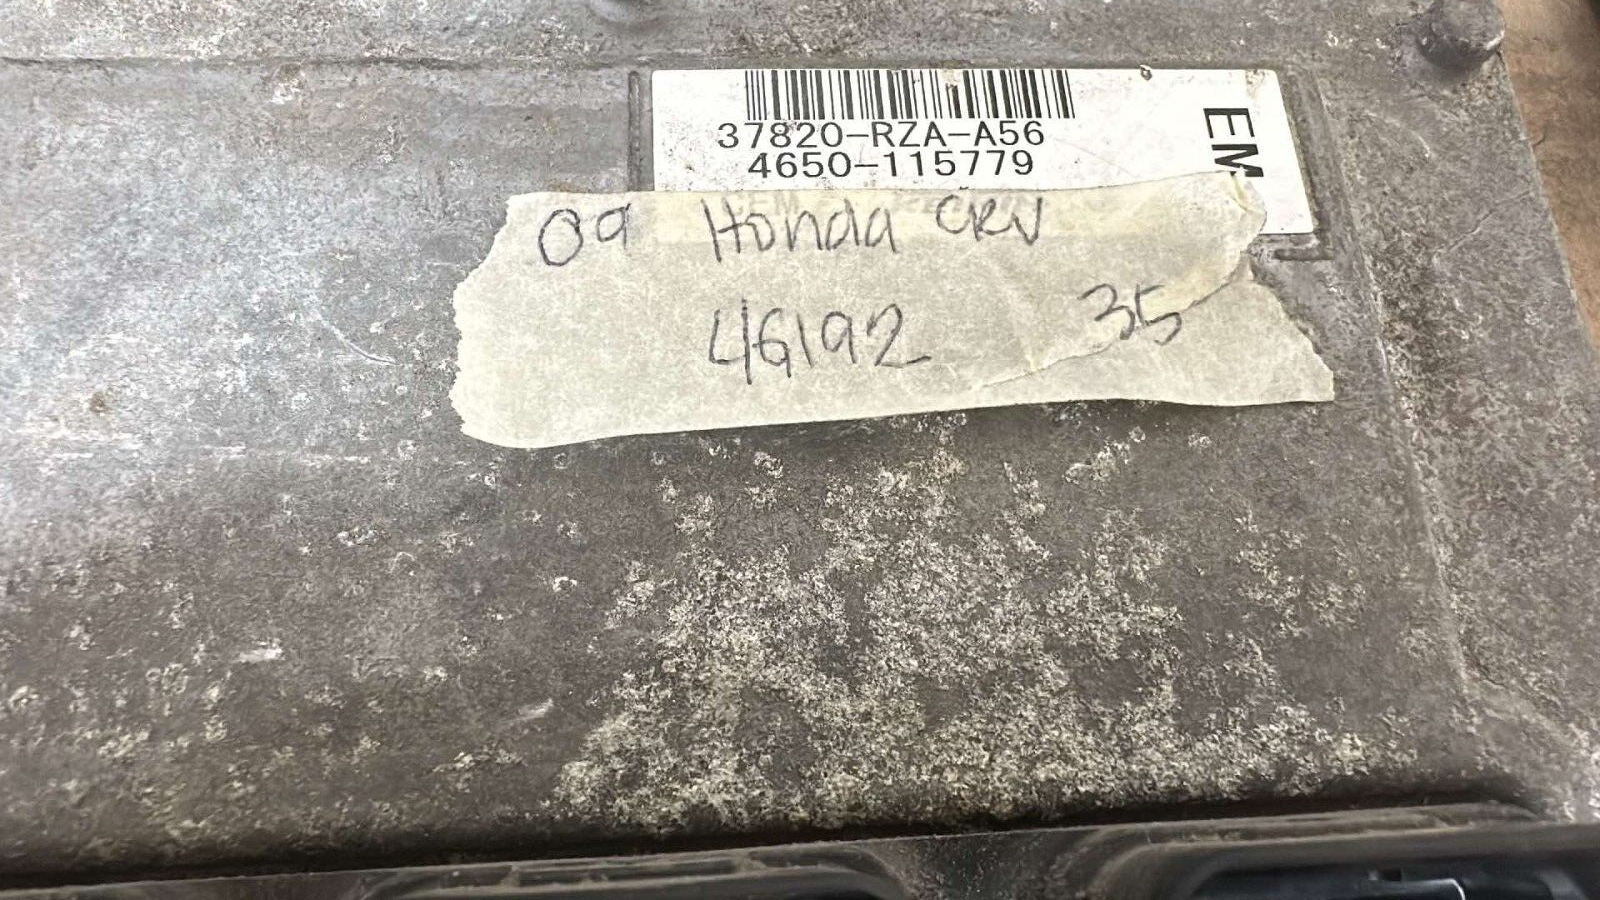 37820-RZA-A56
4650-115779
EM
09 Honda CRV
46192 35